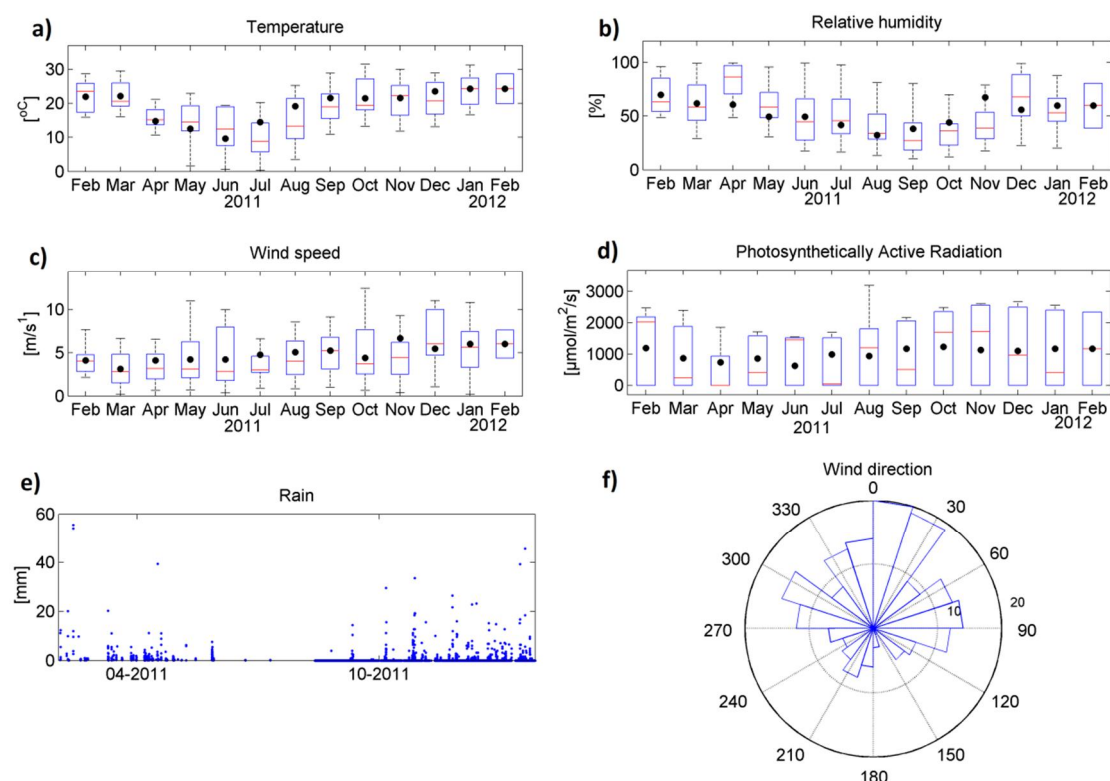 a)
Temperature
[°C]
30
20
10
0
Feb Mar Apr May Jun Jul Aug Sep Oct Nov Dec Jan Feb
2011 2012
b)
Relative humidity
[%]
100
50
0
Feb Mar Apr May Jun Jul Aug Sep Oct Nov Dec Jan Feb
2011 2012
c)
Wind speed
[m/s¹]
10
5
0
Feb Mar Apr May Jun Jul Aug Sep Oct Nov Dec Jan Feb
2011 2012
d)
Photosynthetically Active Radiation
[µmol/m²/s]
3000
2000
1000
0
Feb Mar Apr May Jun Jul Aug Sep Oct Nov Dec Jan Feb
2011 2012
e)
Rain
[mm]
60
40
20
0
04-2011 10-2011
f)
Wind direction
0
330 30
300 60
10 20
270 90
240 120
210 150
180